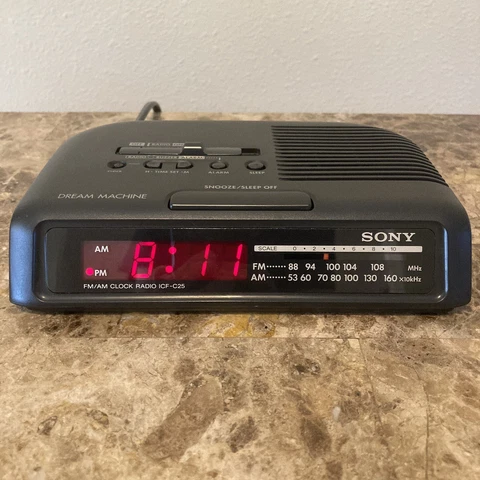 DREAM MACHINE
ALARM
SLEEP
SNOOZE/SLEEP OFF
SONY
SCALE 0 • 2 • 4 • 6 • 8 • 10
AM
PM
8:11
FM 88 94 100 104 108 MHz
AM 53 60 70 80 100 130 160 x10kHz
FM/AM CLOCK RADIO ICF-C25